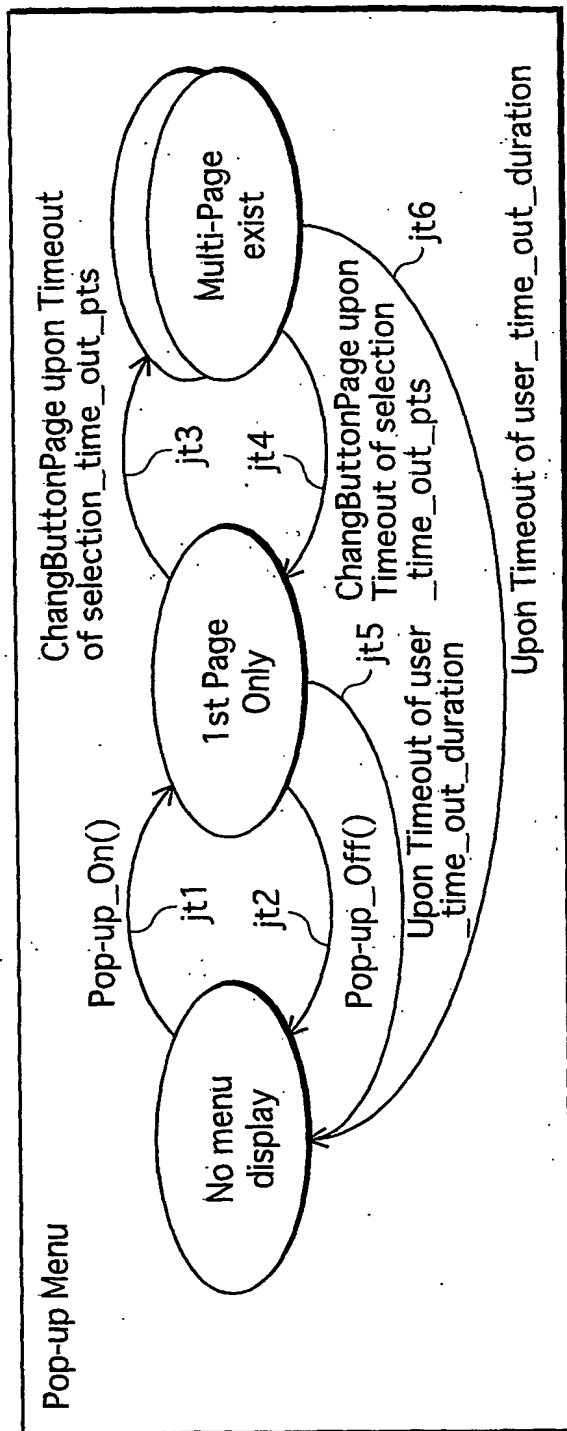 Pop-up Menu
No menu
display
Pop-up_On()
jt1
jt2
Pop-up_Off()
1st Page
Only
jt5
Upon Timeout of user
_time_out_duration
ChangButtonPage upon Timeout
of selection_time_out_pts
jt3
jt4
ChangButtonPage upon
Timeout of selection
_time_out_pts
Multi-Page
exist
jt6
Upon Timeout of user_time_out_duration